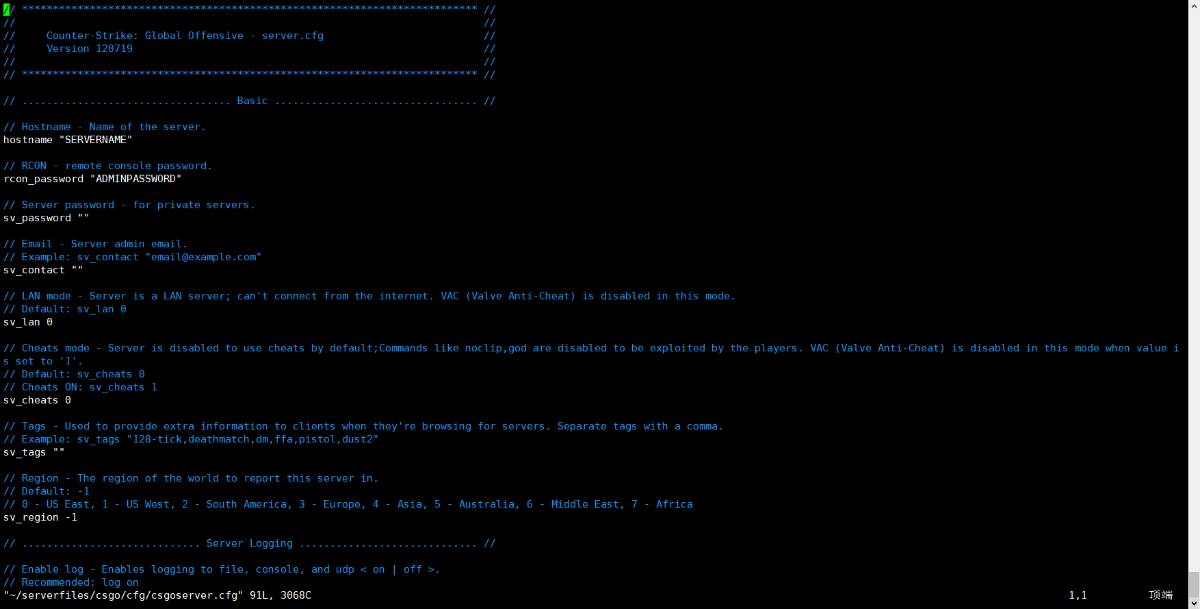 // ************************************************************************** //
//                                                                            //
//     Counter-Strike: Global Offensive - server.cfg                          //
//     Version 120719                                                         //
//                                                                            //
// ************************************************************************** //
// .................................. Basic ................................. //
// Hostname - Name of the server.
hostname "SERVERNAME"
// RCON - remote console password.
rcon_password "ADMINPASSWORD"
// Server password - for private servers.
sv_password ""
// Email - Server admin email.
// Example: sv_contact "email@example.com"
sv_contact ""
// LAN mode - Server is a LAN server; can't connect from the internet. VAC (Valve Anti-Cheat) is disabled in this mode.
// Default: sv_lan 0
sv_lan 0
// Cheats mode - Server is disabled to use cheats by default;Commands like noclip,god are disabled to be exploited by the players. VAC (Valve Anti-Cheat) is disabled in this mode when value i
s set to '1'.
// Default: sv_cheats 0
// Cheats ON: sv_cheats 1
sv_cheats 0
// Tags - Used to provide extra information to clients when they're browsing for servers. Separate tags with a comma.
// Example: sv_tags "128-tick,deathmatch,dm,ffa,pistol,dust2"
sv_tags ""
// Region - The region of the world to report this server in.
// Default: -1
// 0 - US East, 1 - US West, 2 - South America, 3 - Europe, 4 - Asia, 5 - Australia, 6 - Middle East, 7 - Africa
sv_region -1
// ............................. Server Logging ............................. //
// Enable log - Enables logging to file, console, and udp < on | off >.
// Recommended: log on
"~/serverfiles/csgo/cfg/csgoserver.cfg" 91L, 3068C 1,1 顶端